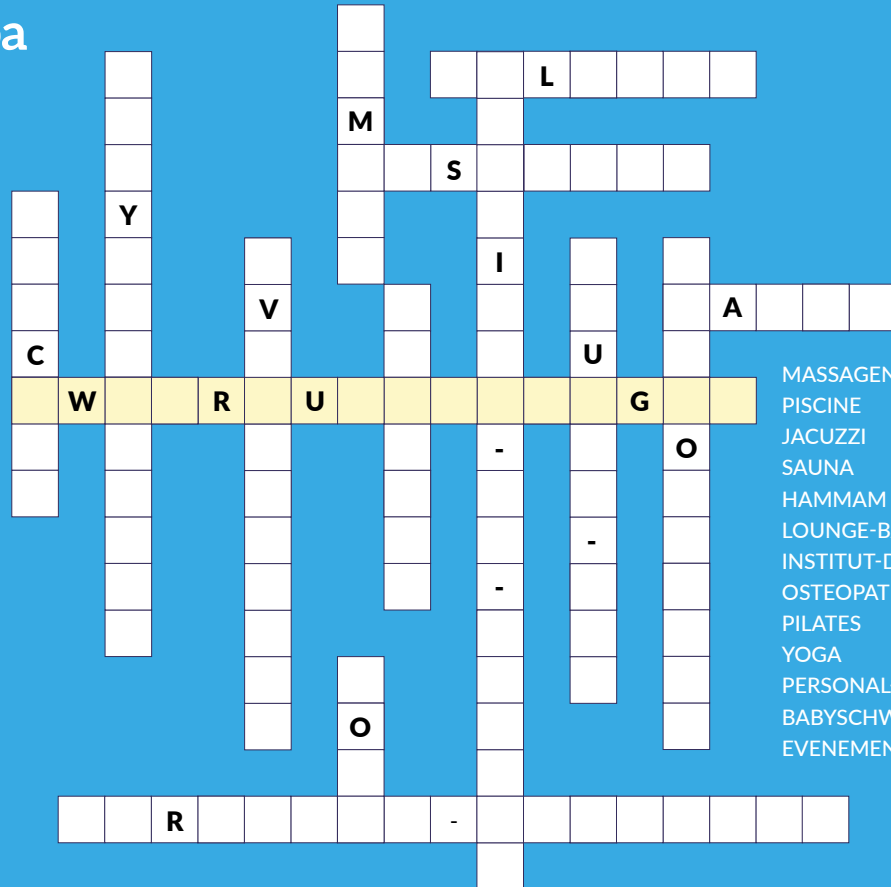 a
L
M
S
Y
I
V A
C U
W R U G
- O
-
-
O
R -
MASSAGEN
PISCINE
JACUZZI
SAUNA
HAMMAM
LOUNGE-B
INSTITUT-D
OSTEOPAT
PILATES
YOGA
PERSONAL
BABYSCHW
EVENEMEN